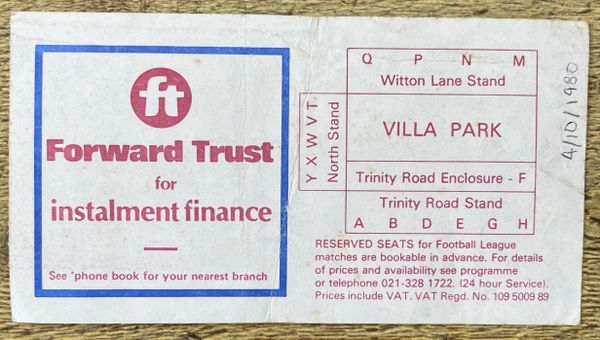 ft
Forward Trust
for
instalment finance
See 'phone book for your nearest branch
Q P N M
Witton Lane Stand
Y X W V T
North Stand
VILLA PARK
Trinity Road Enclosure - F
Trinity Road Stand
A B D E G H
RESERVED SEATS for Football League
matches are bookable in advance. For details
of prices and availability see programme
or telephone 021-328 1722. (24 hour Service).
Prices include VAT. VAT Regd. No. 109 5009 89
4/10/1980